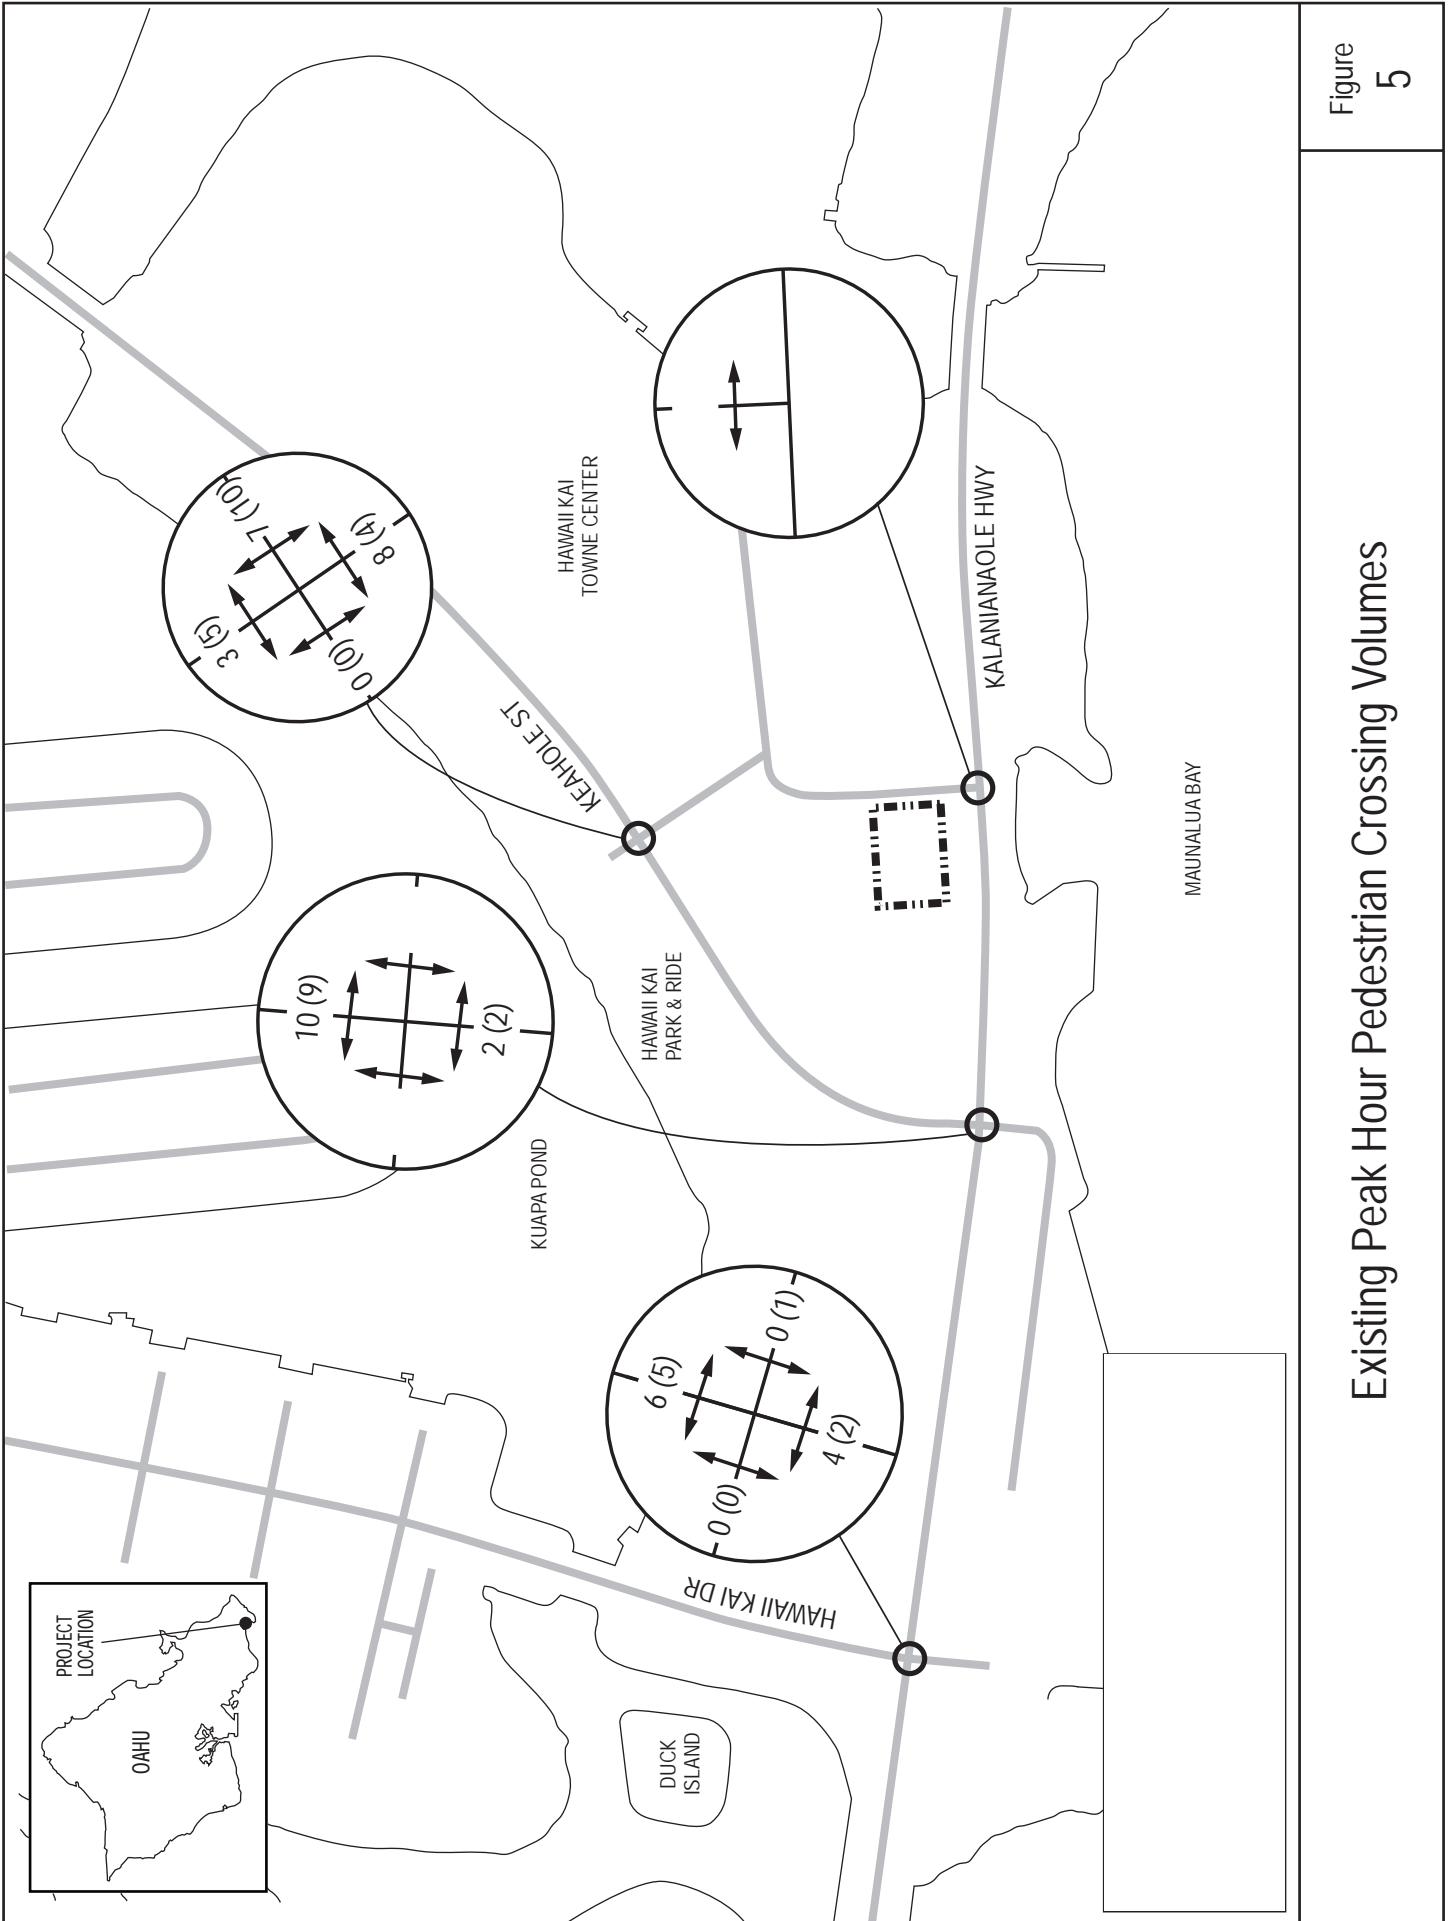 PROJECT
LOCATION
OAHU
DUCK
ISLAND
HAWAII KAI DR
6 (5)
0 (1)
0 (0)
4 (2)
KUAPA POND
10 (9)
2 (2)
HAWAII KAI
PARK & RIDE
3 (5)
7 (10)
0 (0)
8 (4)
KEAHOLE ST
HAWAII KAI
TOWNE CENTER
KALANIANAOLE HWY
MAUNALUA BAY
Existing Peak Hour Pedestrian Crossing Volumes
Figure
5